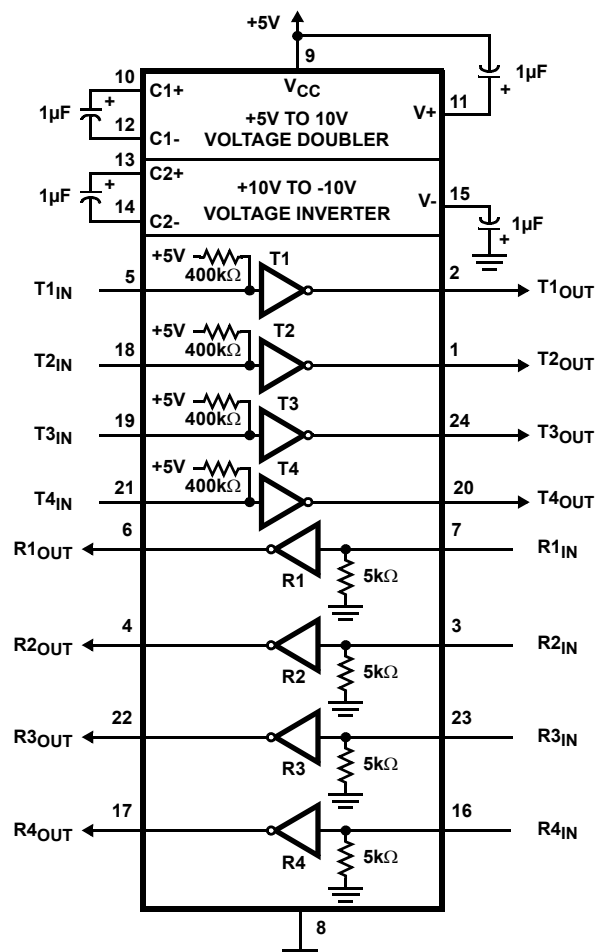 +5V
9
10
1µF
+
12
C1+
C1-
VCC
+5V TO 10V
VOLTAGE DOUBLER
V+
11
1µF
+
13
1µF
+
14
C2+
C2-
+10V TO -10V
VOLTAGE INVERTER
V-
15
1µF
+
T1IN
5
+5V
400kΩ
T1
2
T1OUT
T2IN
18
+5V
400kΩ
T2
1
T2OUT
T3IN
19
+5V
400kΩ
T3
24
T3OUT
T4IN
21
+5V
400kΩ
T4
20
T4OUT
R1OUT
6
R1
5kΩ
7
R1IN
R2OUT
4
R2
5kΩ
3
R2IN
R3OUT
22
R3
5kΩ
23
R3IN
R4OUT
17
R4
5kΩ
16
R4IN
8